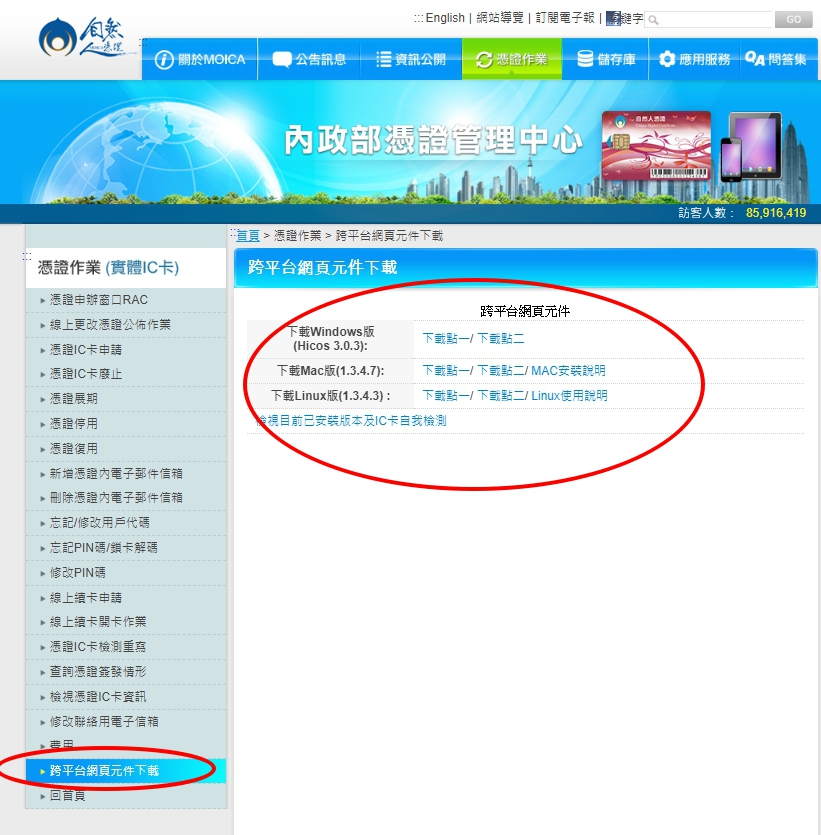 ::: English | 網站導覽 | 訂閱電子報 | 關鍵字
GO
自然人憑證
關於MOICA
公告訊息
資訊公開
憑證作業
儲存庫
應用服務
問答集
內政部憑證管理中心
自然人憑證
訪客人數： 85,916,419
首頁 > 憑證作業 > 跨平台網頁元件下載
憑證作業 (實體IC卡)
憑證申辦窗口RAC
線上更改憑證公佈作業
憑證IC卡申請
憑證IC卡廢止
憑證展期
憑證停用
憑證復用
新增憑證內電子郵件信箱
刪除憑證內電子郵件信箱
忘記/修改用戶代碼
忘記PIN碼/鎖卡解碼
修改PIN碼
線上續卡申請
線上續卡開卡作業
憑證IC卡檢測重寫
查詢憑證簽發情形
檢視憑證IC卡資訊
修改聯絡用電子信箱
費用
跨平台網頁元件下載
回首頁
跨平台網頁元件下載
跨平台網頁元件
下載Windows版
(Hicos 3.0.3):
下載點一/ 下載點二
下載Mac版(1.3.4.7):
下載點一/ 下載點二/ MAC安裝說明
下載Linux版(1.3.4.3) :
下載點一/ 下載點二/ Linux使用說明
檢視目前已安裝版本及IC卡自我檢測